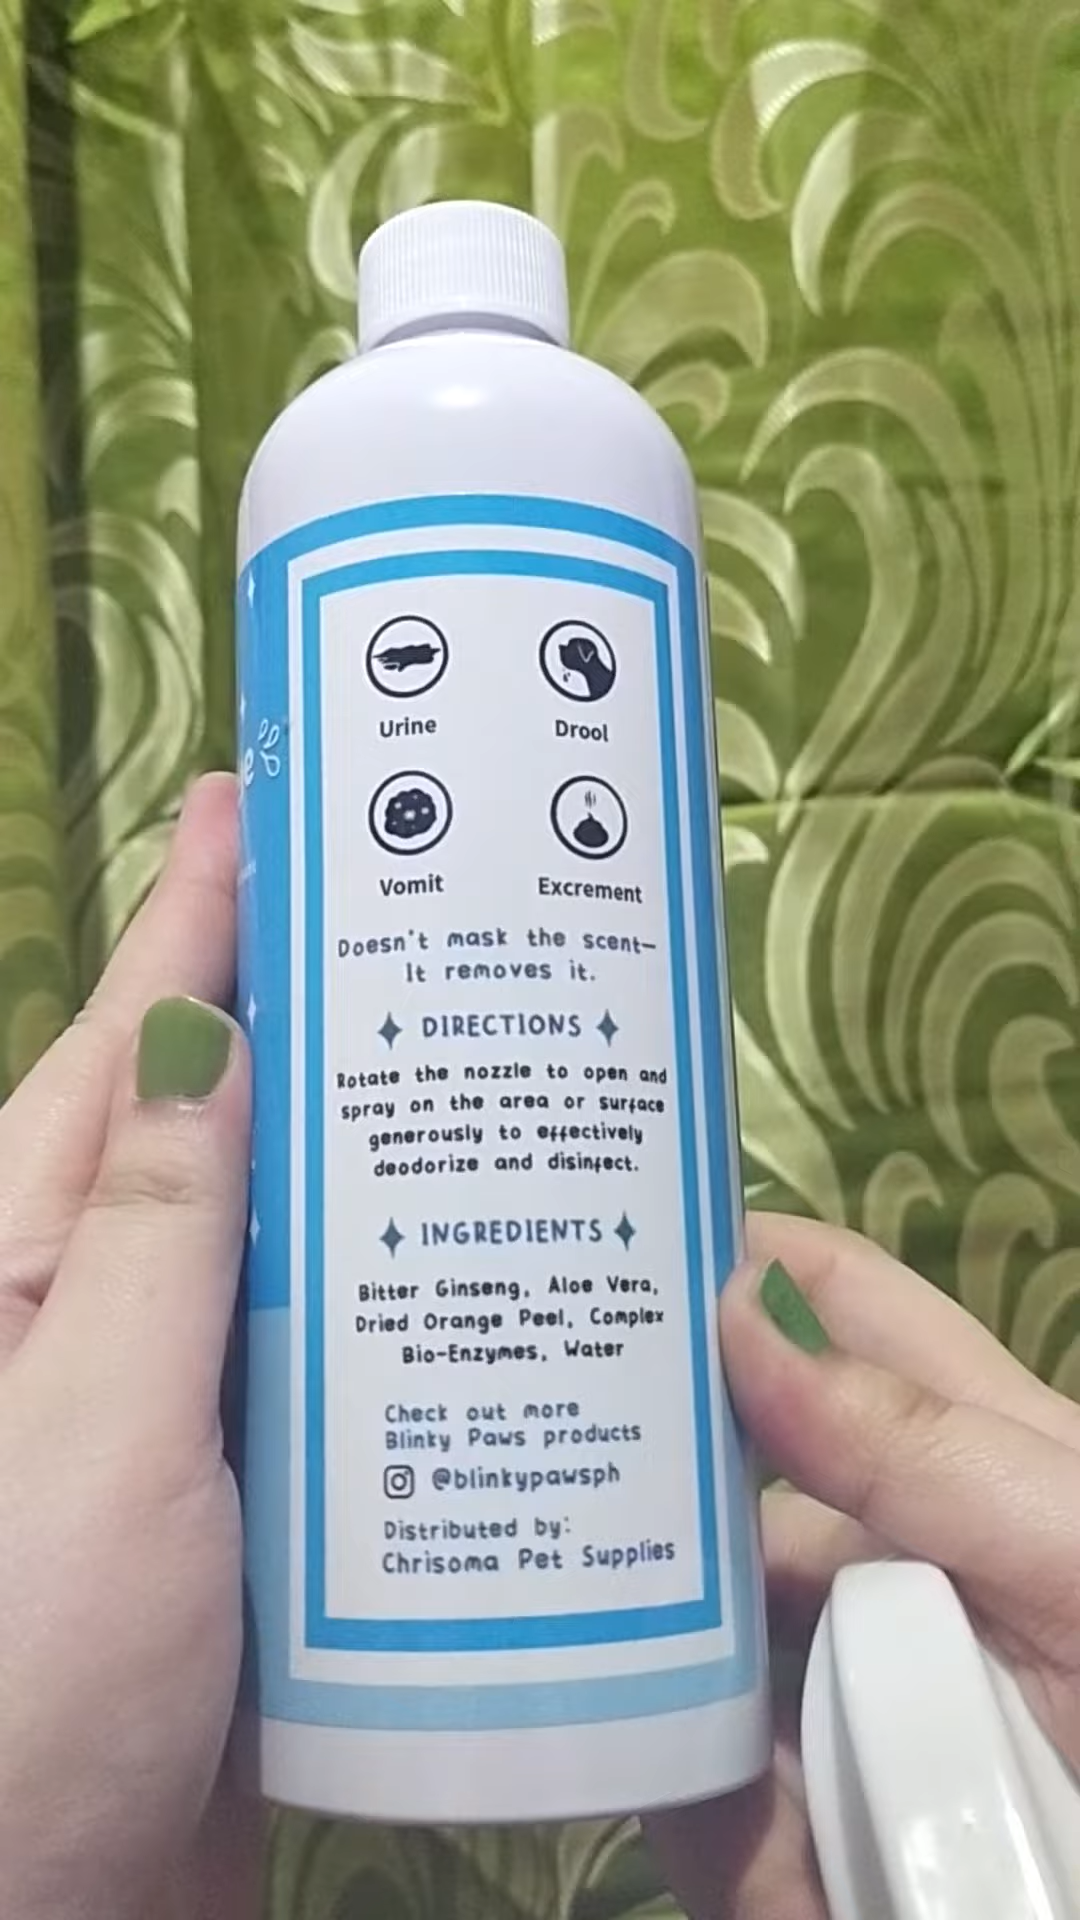 Urine
Drool
Vomit
Excrement
Doesn't mask the scent—
It removes it.
DIRECTIONS
Rotate the nozzle to open and
spray on the area or surface
generously to effectively
deodorize and disinfect.
INGREDIENTS
Bitter Ginseng, Aloe Vera,
Dried Orange Peel, Complex
Bio-Enzymes, Water
Check out more
Blinky Paws products
@blinkypawsph
Distributed by:
Chrisoma Pet Supplies